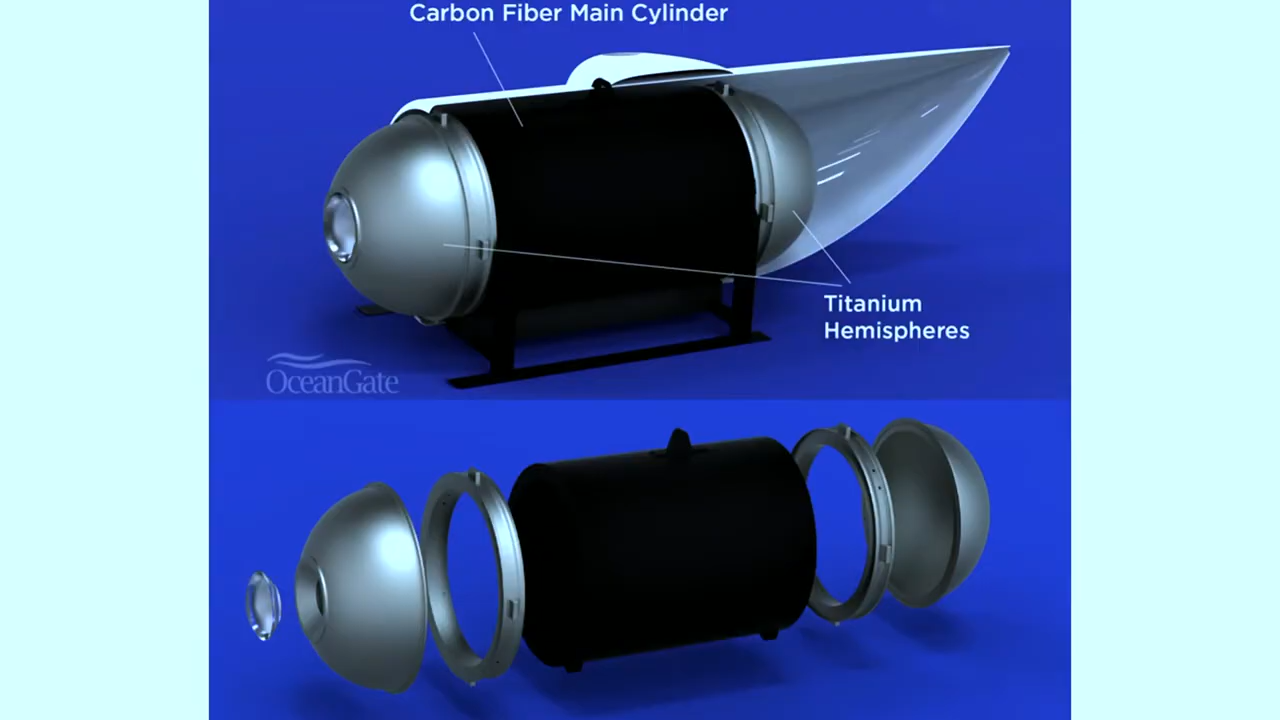 Carbon Fiber Main Cylinder
Titanium
Hemispheres
OceanGate